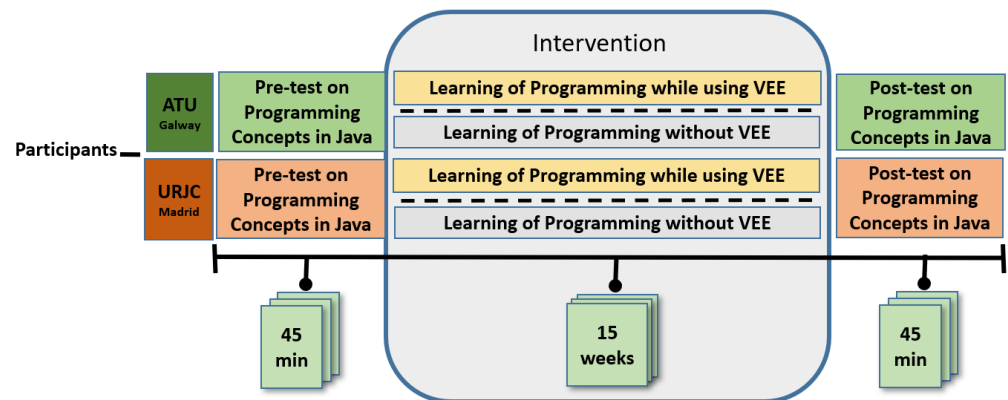 Intervention
Participants
ATU
Galway
Pre-test on
Programming
Concepts in Java
Learning of Programming while using VEE
Learning of Programming without VEE
Post-test on
Programming
Concepts in Java
URJC
Madrid
Pre-test on
Programming
Concepts in Java
Learning of Programming while using VEE
Learning of Programming without VEE
Post-test on
Programming
Concepts in Java
45
min
15
weeks
45
min